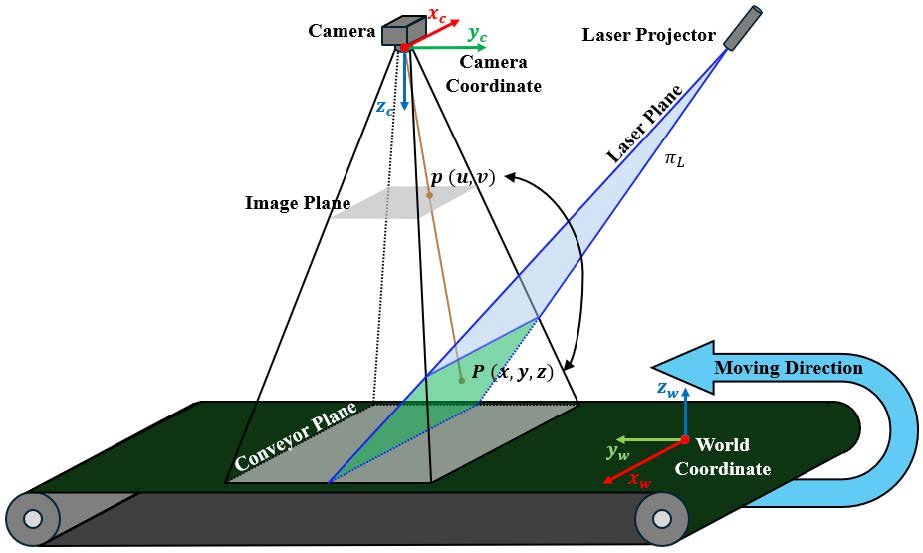 Camera
x_c
y_c
Camera
Coordinate
z_c
Laser Projector
Laser Plane
π_L
p (u,v)
Image Plane
P (x, y, z)
Moving Direction
Conveyor Plane
z_w
y_w
World
Coordinate
x_w